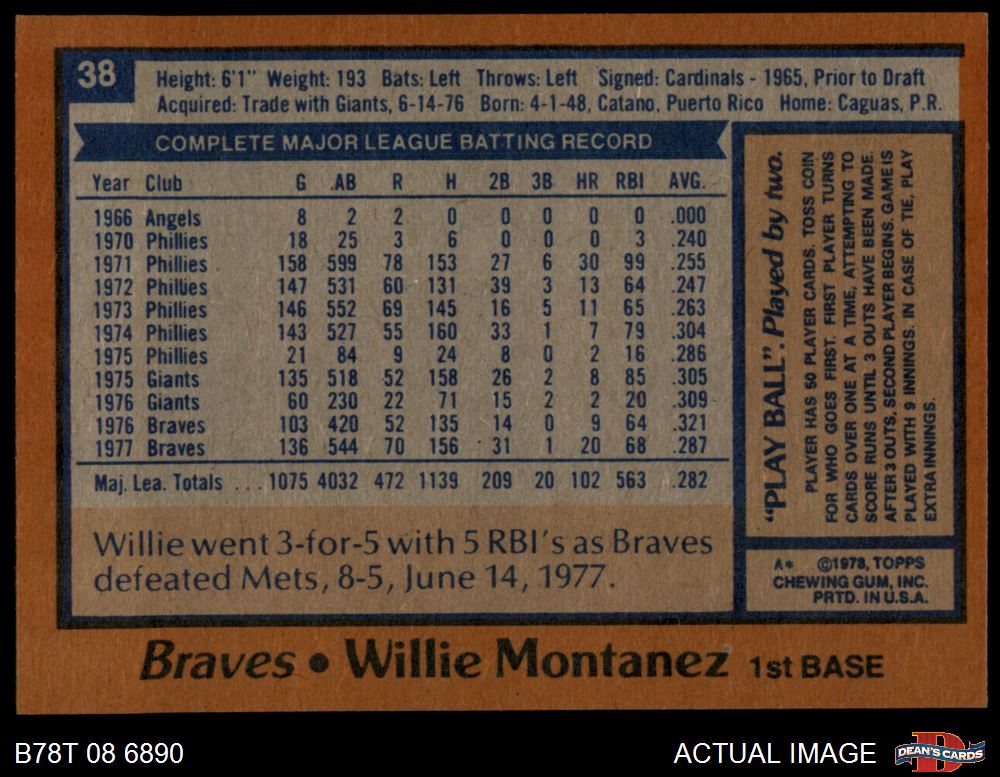 38
Height: 6'1" Weight: 193 Bats: Left Throws: Left Signed: Cardinals - 1965, Prior to Draft
Acquired: Trade with Giants, 6-14-76 Born: 4-1-48, Catano, Puerto Rico Home: Caguas, P.R.
COMPLETE MAJOR LEAGUE BATTING RECORD
Year Club G AB R H 2B 3B HR RBI AVG.
1966 Angels 8 2 2 0 0 0 0 0 .000
1970 Phillies 18 25 3 6 0 0 0 3 .240
1971 Phillies 158 599 78 153 27 6 30 99 .255
1972 Phillies 147 531 60 131 39 3 13 64 .247
1973 Phillies 146 552 69 145 16 5 11 65 .263
1974 Phillies 143 527 55 160 33 1 7 79 .304
1975 Phillies 21 84 9 24 8 0 2 16 .286
1975 Giants 135 518 52 158 26 2 8 85 .305
1976 Giants 60 230 22 71 15 2 2 20 .309
1976 Braves 103 420 52 135 14 0 9 64 .321
1977 Braves 136 544 70 156 31 1 20 68 .287
Maj. Lea. Totals ... 1075 4032 472 1139 209 20 102 563 .282
Willie went 3-for-5 with 5 RBI's as Braves
defeated Mets, 8-5, June 14, 1977.
"PLAY BALL". Played by two.
PLAYER HAS 50 PLAYER CARDS. TOSS COIN
FOR WHO GOES FIRST. FIRST PLAYER TURNS
CARDS OVER ONE AT A TIME, ATTEMPTING TO
SCORE RUNS UNTIL 3 OUTS HAVE BEEN MADE.
AFTER 3 OUTS, SECOND PLAYER BEGINS. GAME IS
PLAYED WITH 9 INNINGS. IN CASE OF TIE, PLAY
EXTRA INNINGS.
A* ©1978, TOPPS
CHEWING GUM, INC.
PRTD. IN U.S.A.
Braves • Willie Montanez 1st BASE
B78T 08 6890
ACTUAL IMAGE
D
DEAN'S CARDS